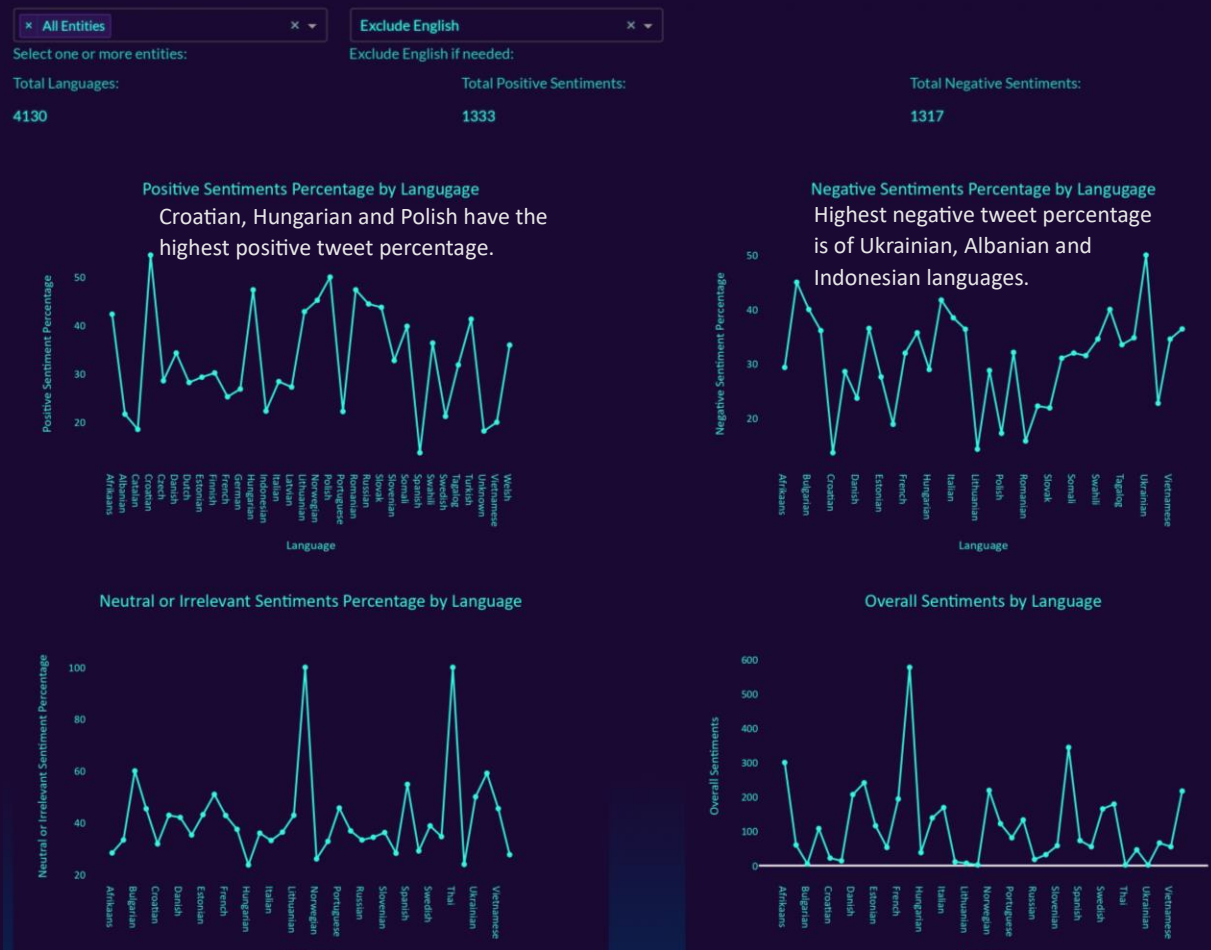 × All Entities ×
Exclude English ×
Select one or more entities:
Exclude English if needed:
Total Languages:
Total Positive Sentiments:
Total Negative Sentiments:
4130
1333
1317
Positive Sentiments Percentage by Langugage
Croatian, Hungarian and Polish have the
highest positive tweet percentage.
Positive Sentiment Percentage
50
40
30
20
Afrikaans
Albanian
Catalan
Croatian
Czech
Danish
Dutch
Estonian
Finnish
French
German
Hungarian
Indonesian
Italian
Latvian
Lithuanian
Norwegian
Polish
Portuguese
Romanian
Russian
Slovak
Slovenian
Somali
Spanish
Swahili
Swedish
Tagalog
Turkish
Unknown
Vietnamese
Welsh
Language
Negative Sentiments Percentage by Langugage
Highest negative tweet percentage
is of Ukrainian, Albanian and
Indonesian languages.
Negative Sentiment Percentage
50
40
30
20
Afrikaans
Bulgarian
Croatian
Danish
Estonian
French
Hungarian
Italian
Lithuanian
Polish
Romanian
Slovak
Somali
Swahili
Tagalog
Ukrainian
Vietnamese
Language
Neutral or Irrelevant Sentiments Percentage by Language
Neutral or Irrelevant Sentiment Percentage
100
80
60
40
20
Afrikaans
Bulgarian
Croatian
Danish
Estonian
French
Hungarian
Italian
Lithuanian
Norwegian
Portuguese
Russian
Slovenian
Spanish
Swedish
Thai
Ukrainian
Vietnamese
Overall Sentiments by Language
Overall Sentiments
600
500
400
300
200
100
0
Afrikaans
Bulgarian
Croatian
Danish
Estonian
French
Hungarian
Italian
Lithuanian
Norwegian
Portuguese
Russian
Slovenian
Spanish
Swedish
Thai
Ukrainian
Vietnamese